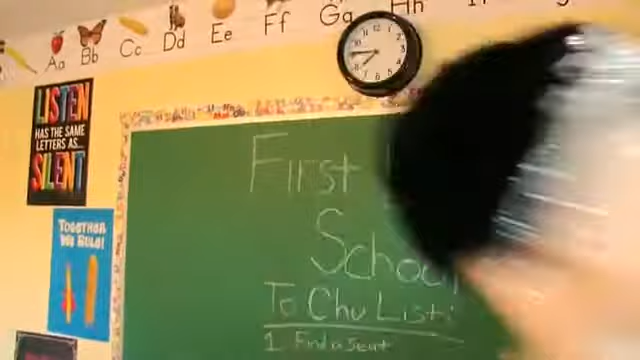 Aa Bb Cc Dd Ee Ff Gg Hh
LISTEN
HAS THE SAME
LETTERS AS...
SILENT
TOGETHER
WE BUILD!
First
School
To Chu List:
1. Find a Seat